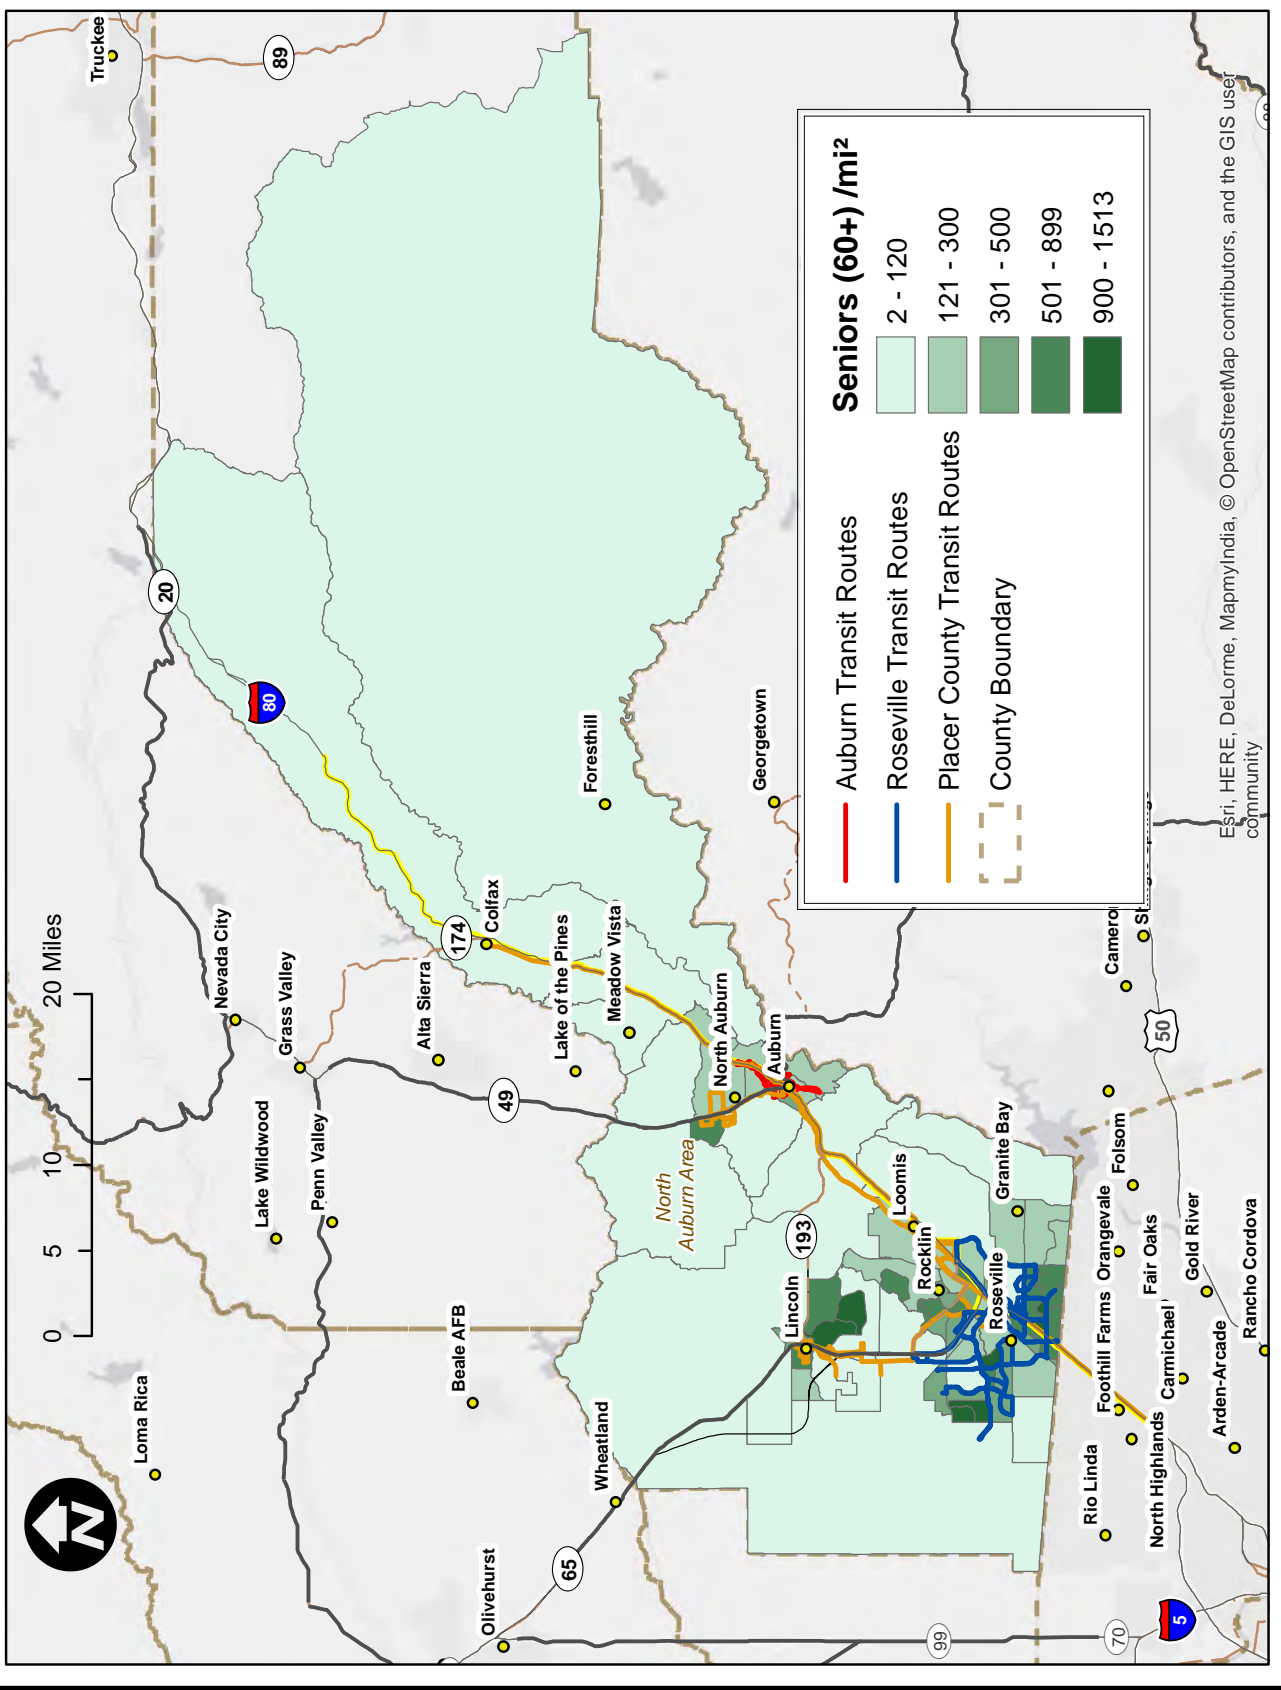 Truckee
89
20
80
Nevada City
Grass Valley
174
Colfax
Foresthill
Alta Sierra
Lake of the Pines
Meadow Vista
Georgetown
49
North Auburn
Auburn
North
Auburn Area
Lake Wildwood
Penn Valley
Loma Rica
Beale AFB
Wheatland
Olivehurst
65
193
Lincoln
Loomis
Rocklin
Roseville
Granite Bay
Folsom
Orangevale
Fair Oaks
Gold River
Rancho Cordova
Foothill Farms
Carmichael
Arden-Arcade
North Highlands
Rio Linda
50
99
70
5
N
0 5 10 20 Miles
Auburn Transit Routes
Roseville Transit Routes
Placer County Transit Routes
County Boundary
Seniors (60+) /mi²
2 - 120
121 - 300
301 - 500
501 - 899
900 - 1513
Esri, HERE, DeLorme, MapmyIndia, © OpenStreetMap contributors, and the GIS user
community